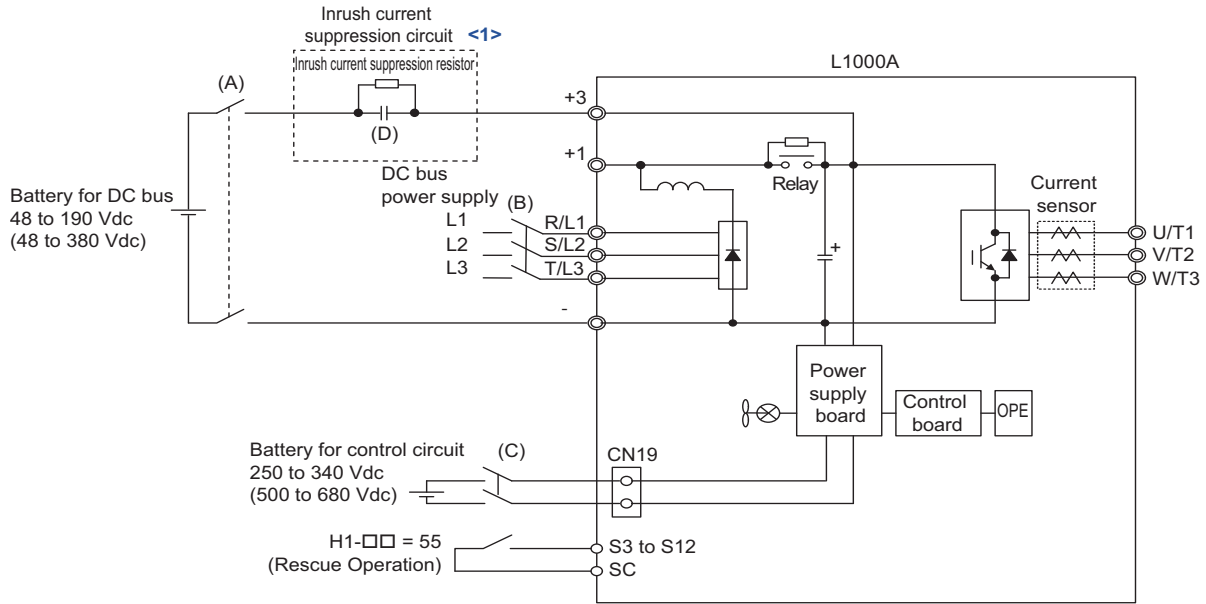 Inrush current
suppression circuit <1>
Inrush current suppression resistor
L1000A
(A)
+3
(D)
+1
DC bus
power supply
Relay
Current
sensor
Battery for DC bus
48 to 190 Vdc
(48 to 380 Vdc)
(B)
L1
R/L1
L2
S/L2
L3
T/L3
+
U/T1
V/T2
W/T3
-
Power
supply
board
Control
board
OPE
Battery for control circuit
250 to 340 Vdc
(500 to 680 Vdc)
(C)
CN19
H1-□□ = 55
(Rescue Operation)
S3 to S12
SC